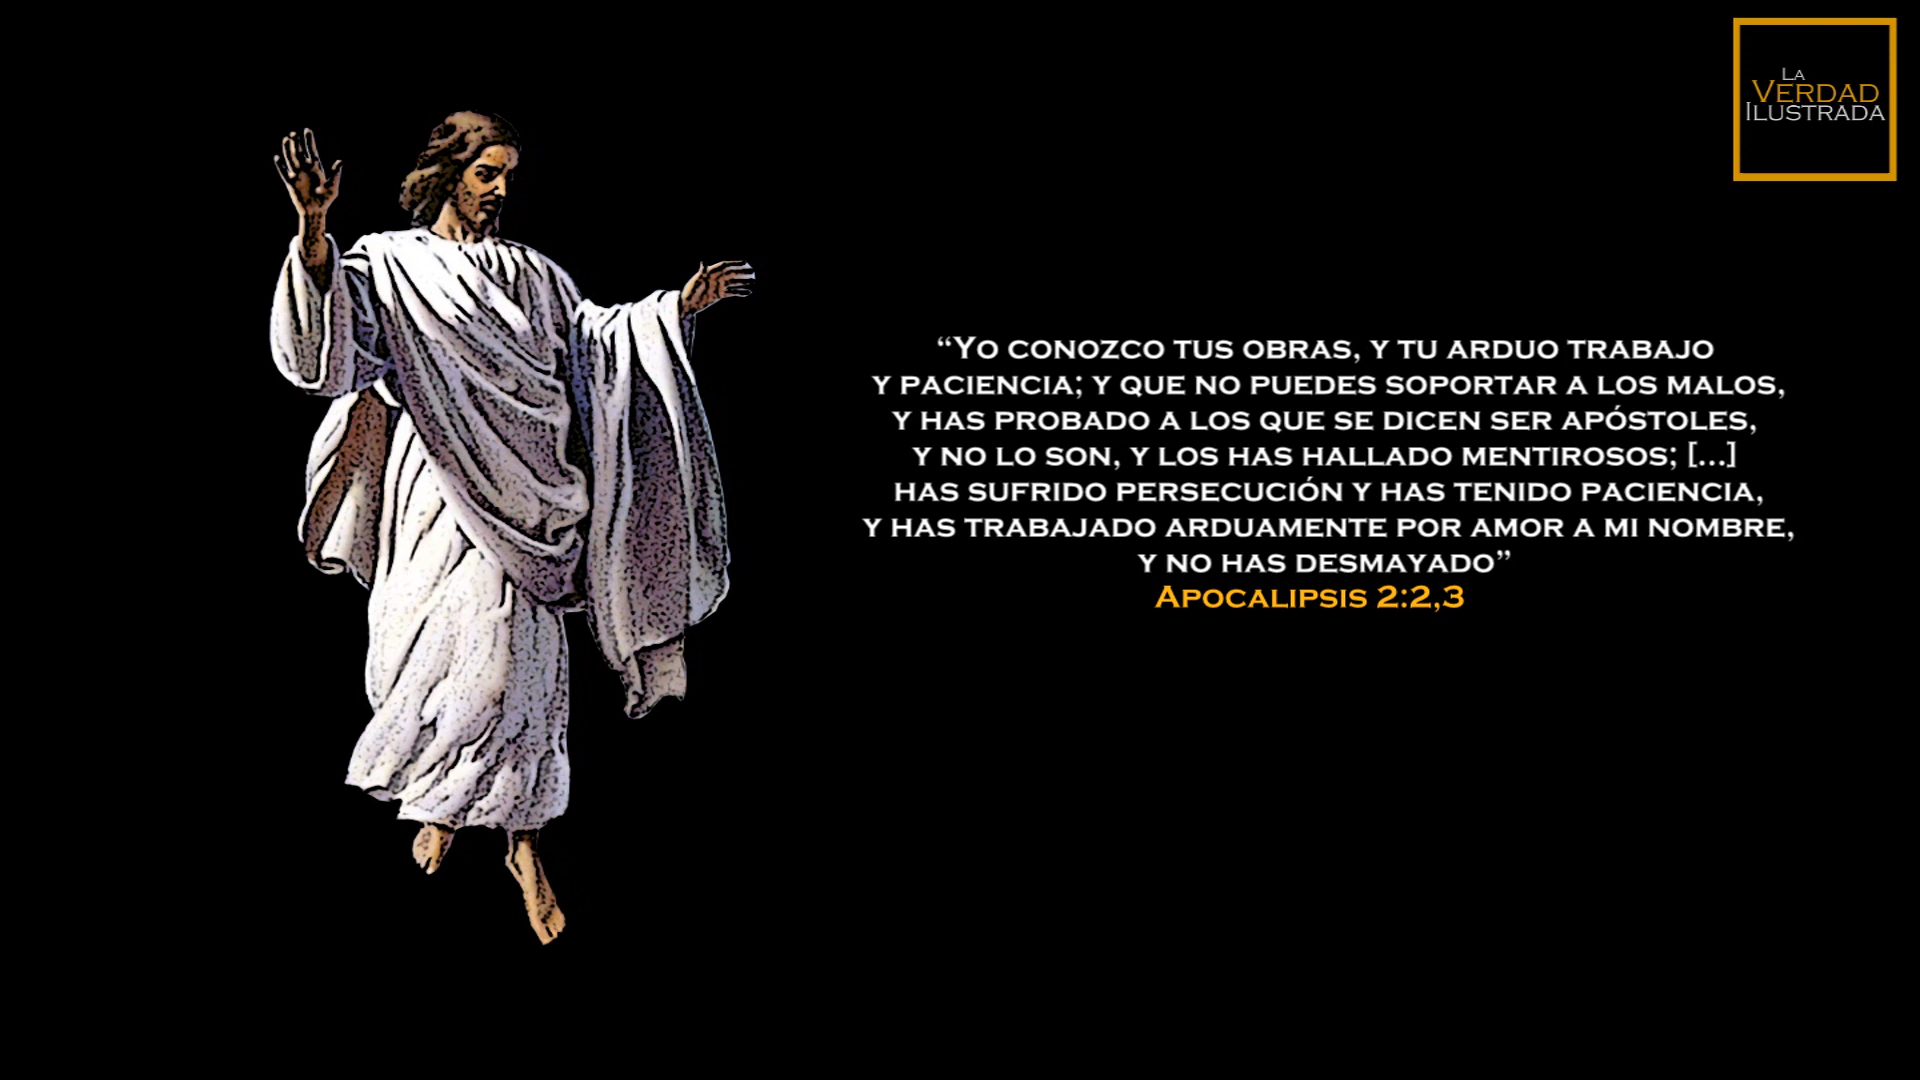 La
Verdad
Ilustrada
“Yo conozco tus obras, y tu arduo trabajo
y paciencia; y que no puedes soportar a los malos,
y has probado a los que se dicen ser apóstoles,
y no lo son, y los has hallado mentirosos; [...]
has sufrido persecución y has tenido paciencia,
y has trabajado arduamente por amor a mi nombre,
y no has desmayado”
Apocalipsis 2:2,3